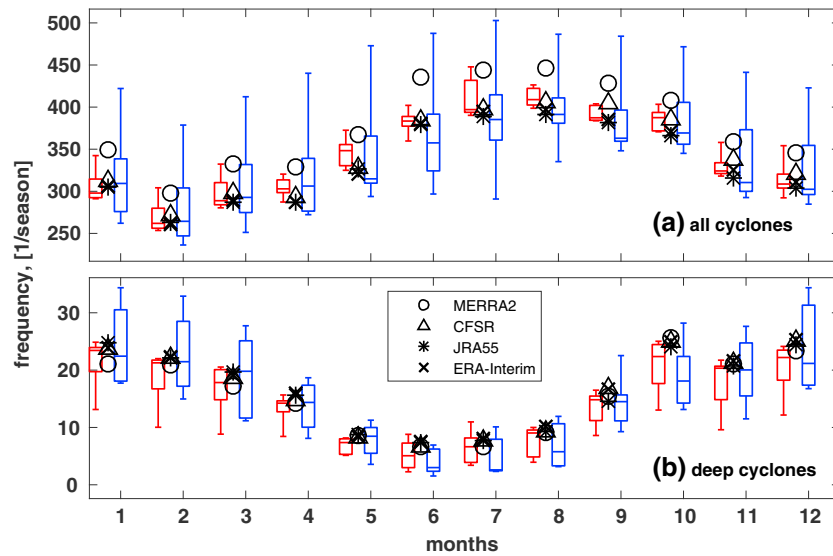 500
450
400
350
300
250
(a) all cyclones
frequency, [1/season]
30
20
10
0
MERRA2
CFSR
JRA55
ERA-Interim
(b) deep cyclones
1 2 3 4 5 6 7 8 9 10 11 12
months